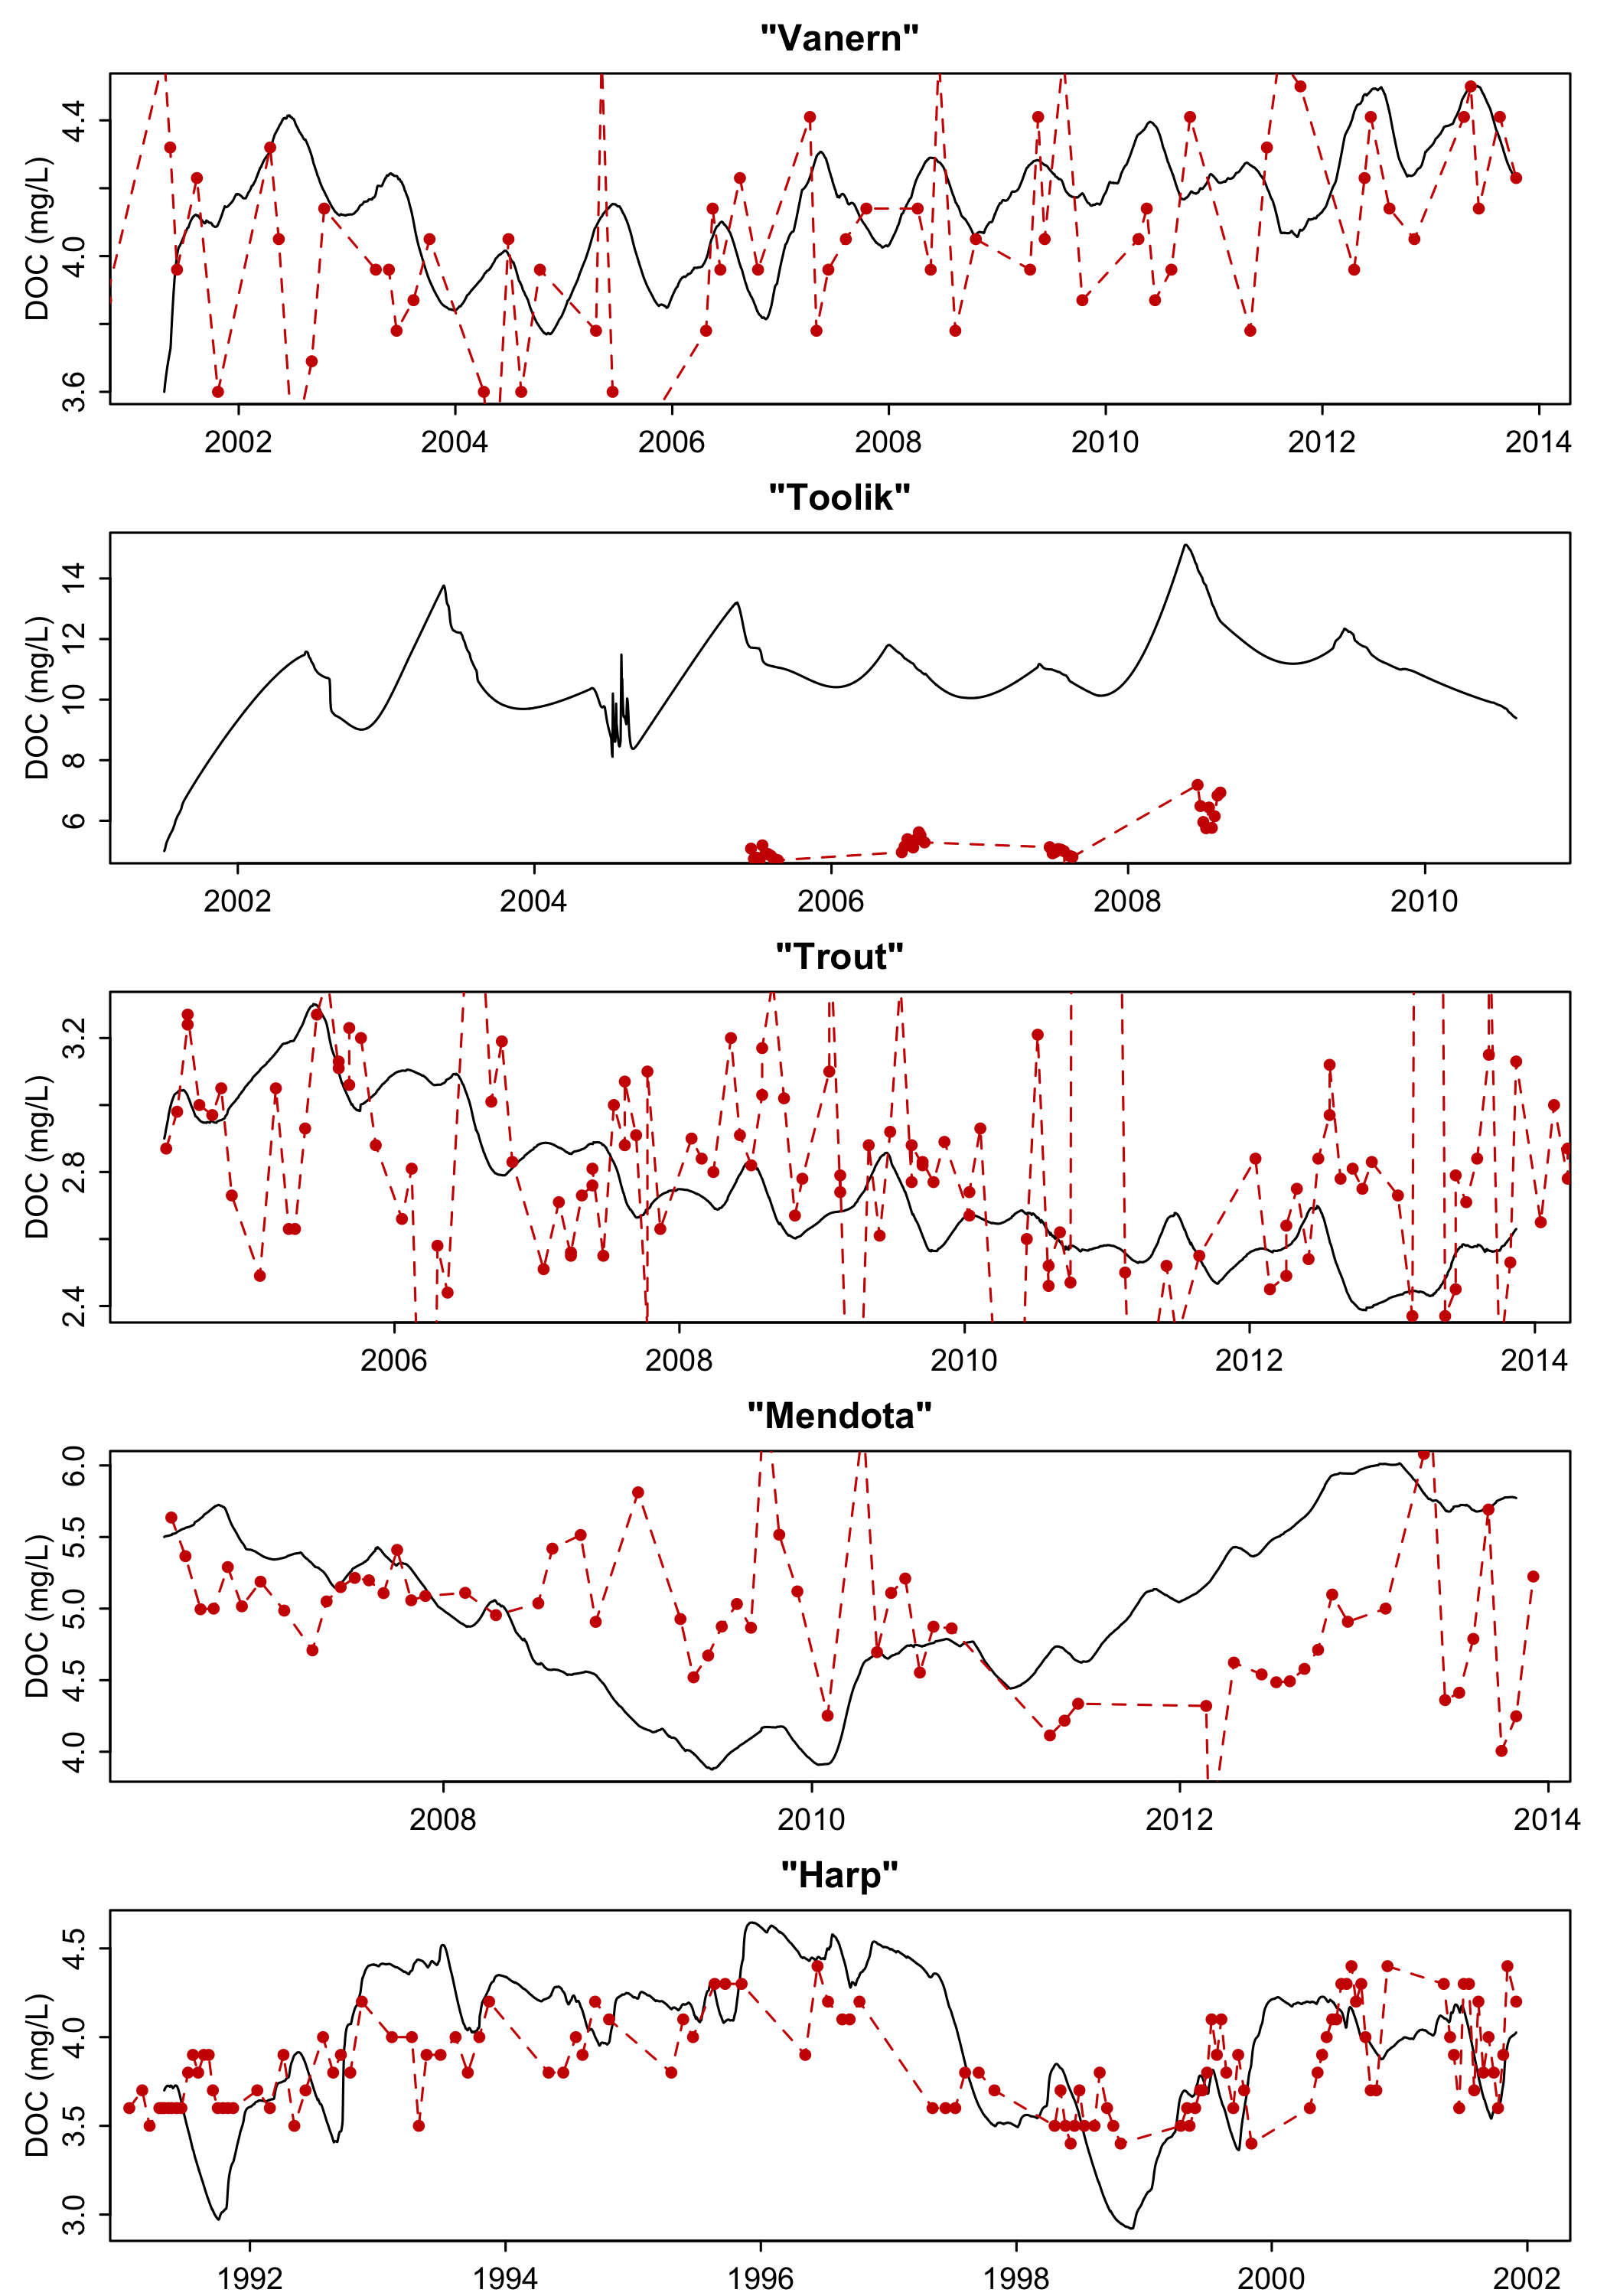 "Vanern"
DOC (mg/L)
4.4
4.0
3.6
2002 2004 2006 2008 2010 2012 2014
"Toolik"
DOC (mg/L)
14
12
10
8
6
2002 2004 2006 2008 2010
"Trout"
DOC (mg/L)
3.2
2.8
2.4
2006 2008 2010 2012 2014
"Mendota"
DOC (mg/L)
6.0
5.5
5.0
4.5
4.0
2008 2010 2012 2014
"Harp"
DOC (mg/L)
4.5
4.0
3.5
3.0
1992 1994 1996 1998 2000 2002